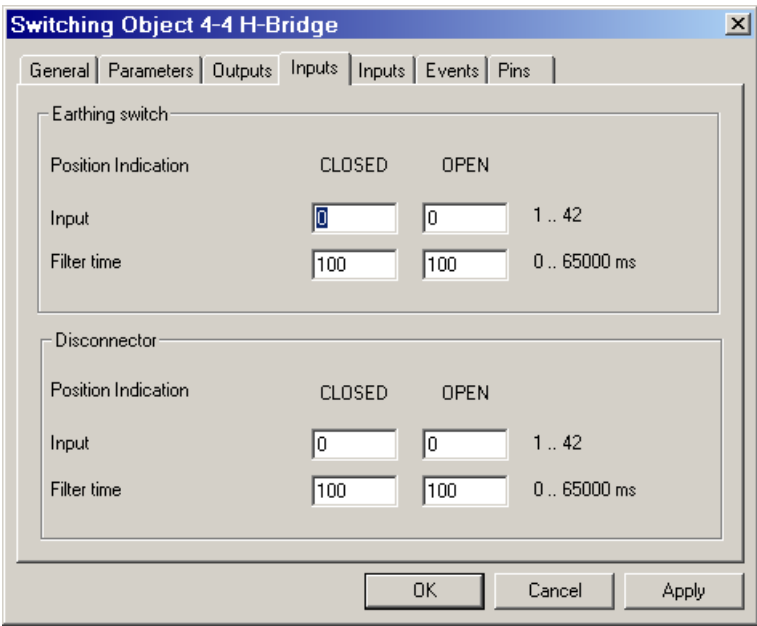 Switching Object 4-4 H-Bridge
General Parameters Outputs Inputs Inputs Events Pins
Earthing switch
Position Indication CLOSED OPEN
Input 0 0 1 .. 42
Filter time 100 100 0 .. 65000 ms
Disconnector
Position Indication CLOSED OPEN
Input 0 0 1 .. 42
Filter time 100 100 0 .. 65000 ms
OK Cancel Apply